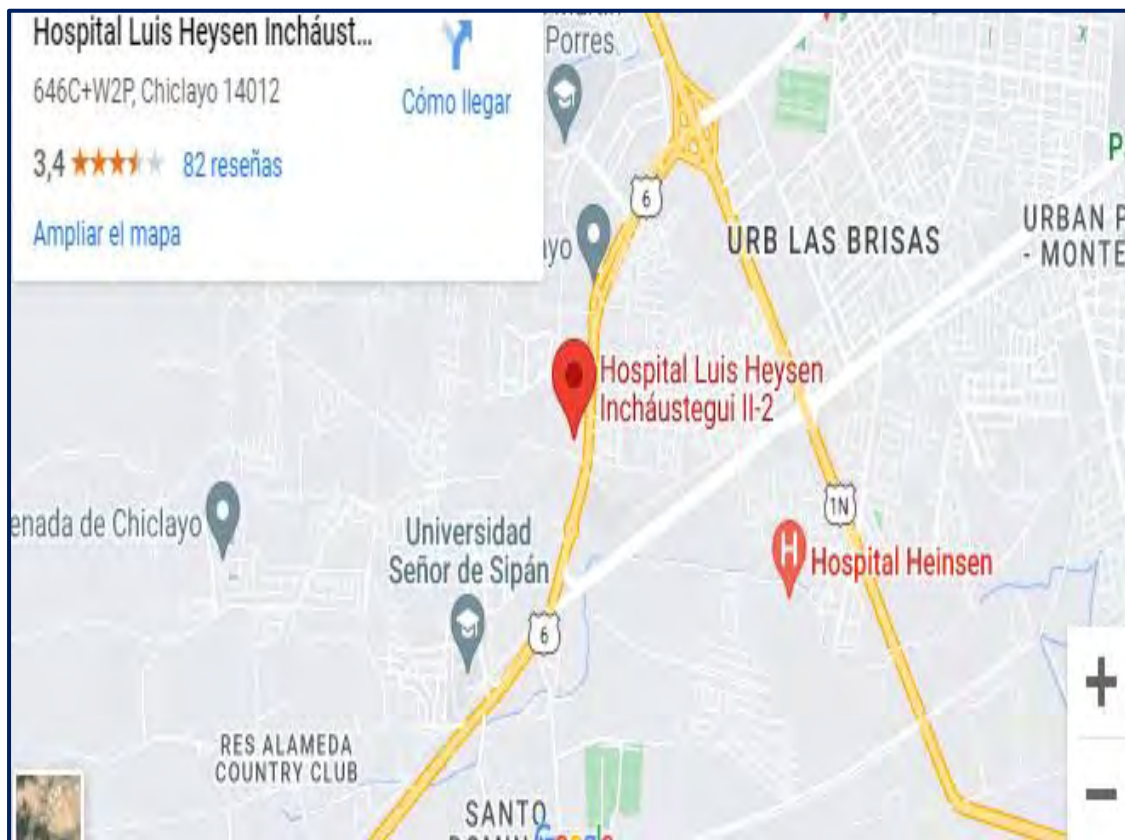 Hospital Luis Heysen Incháust...
646C+W2P, Chiclayo 14012
3,4
82 reseñas
Ampliar el mapa
Cómo llegar
Porres
6
URB LAS BRISAS
URBAN P
- MONTE
Hospital Luis Heysen
Incháustegui II-2
1N
enada de Chiclayo
Universidad
Señor de Sipán
H
Hospital Heinsen
6
RES ALAMEDA
COUNTRY CLUB
SANTO
+
−